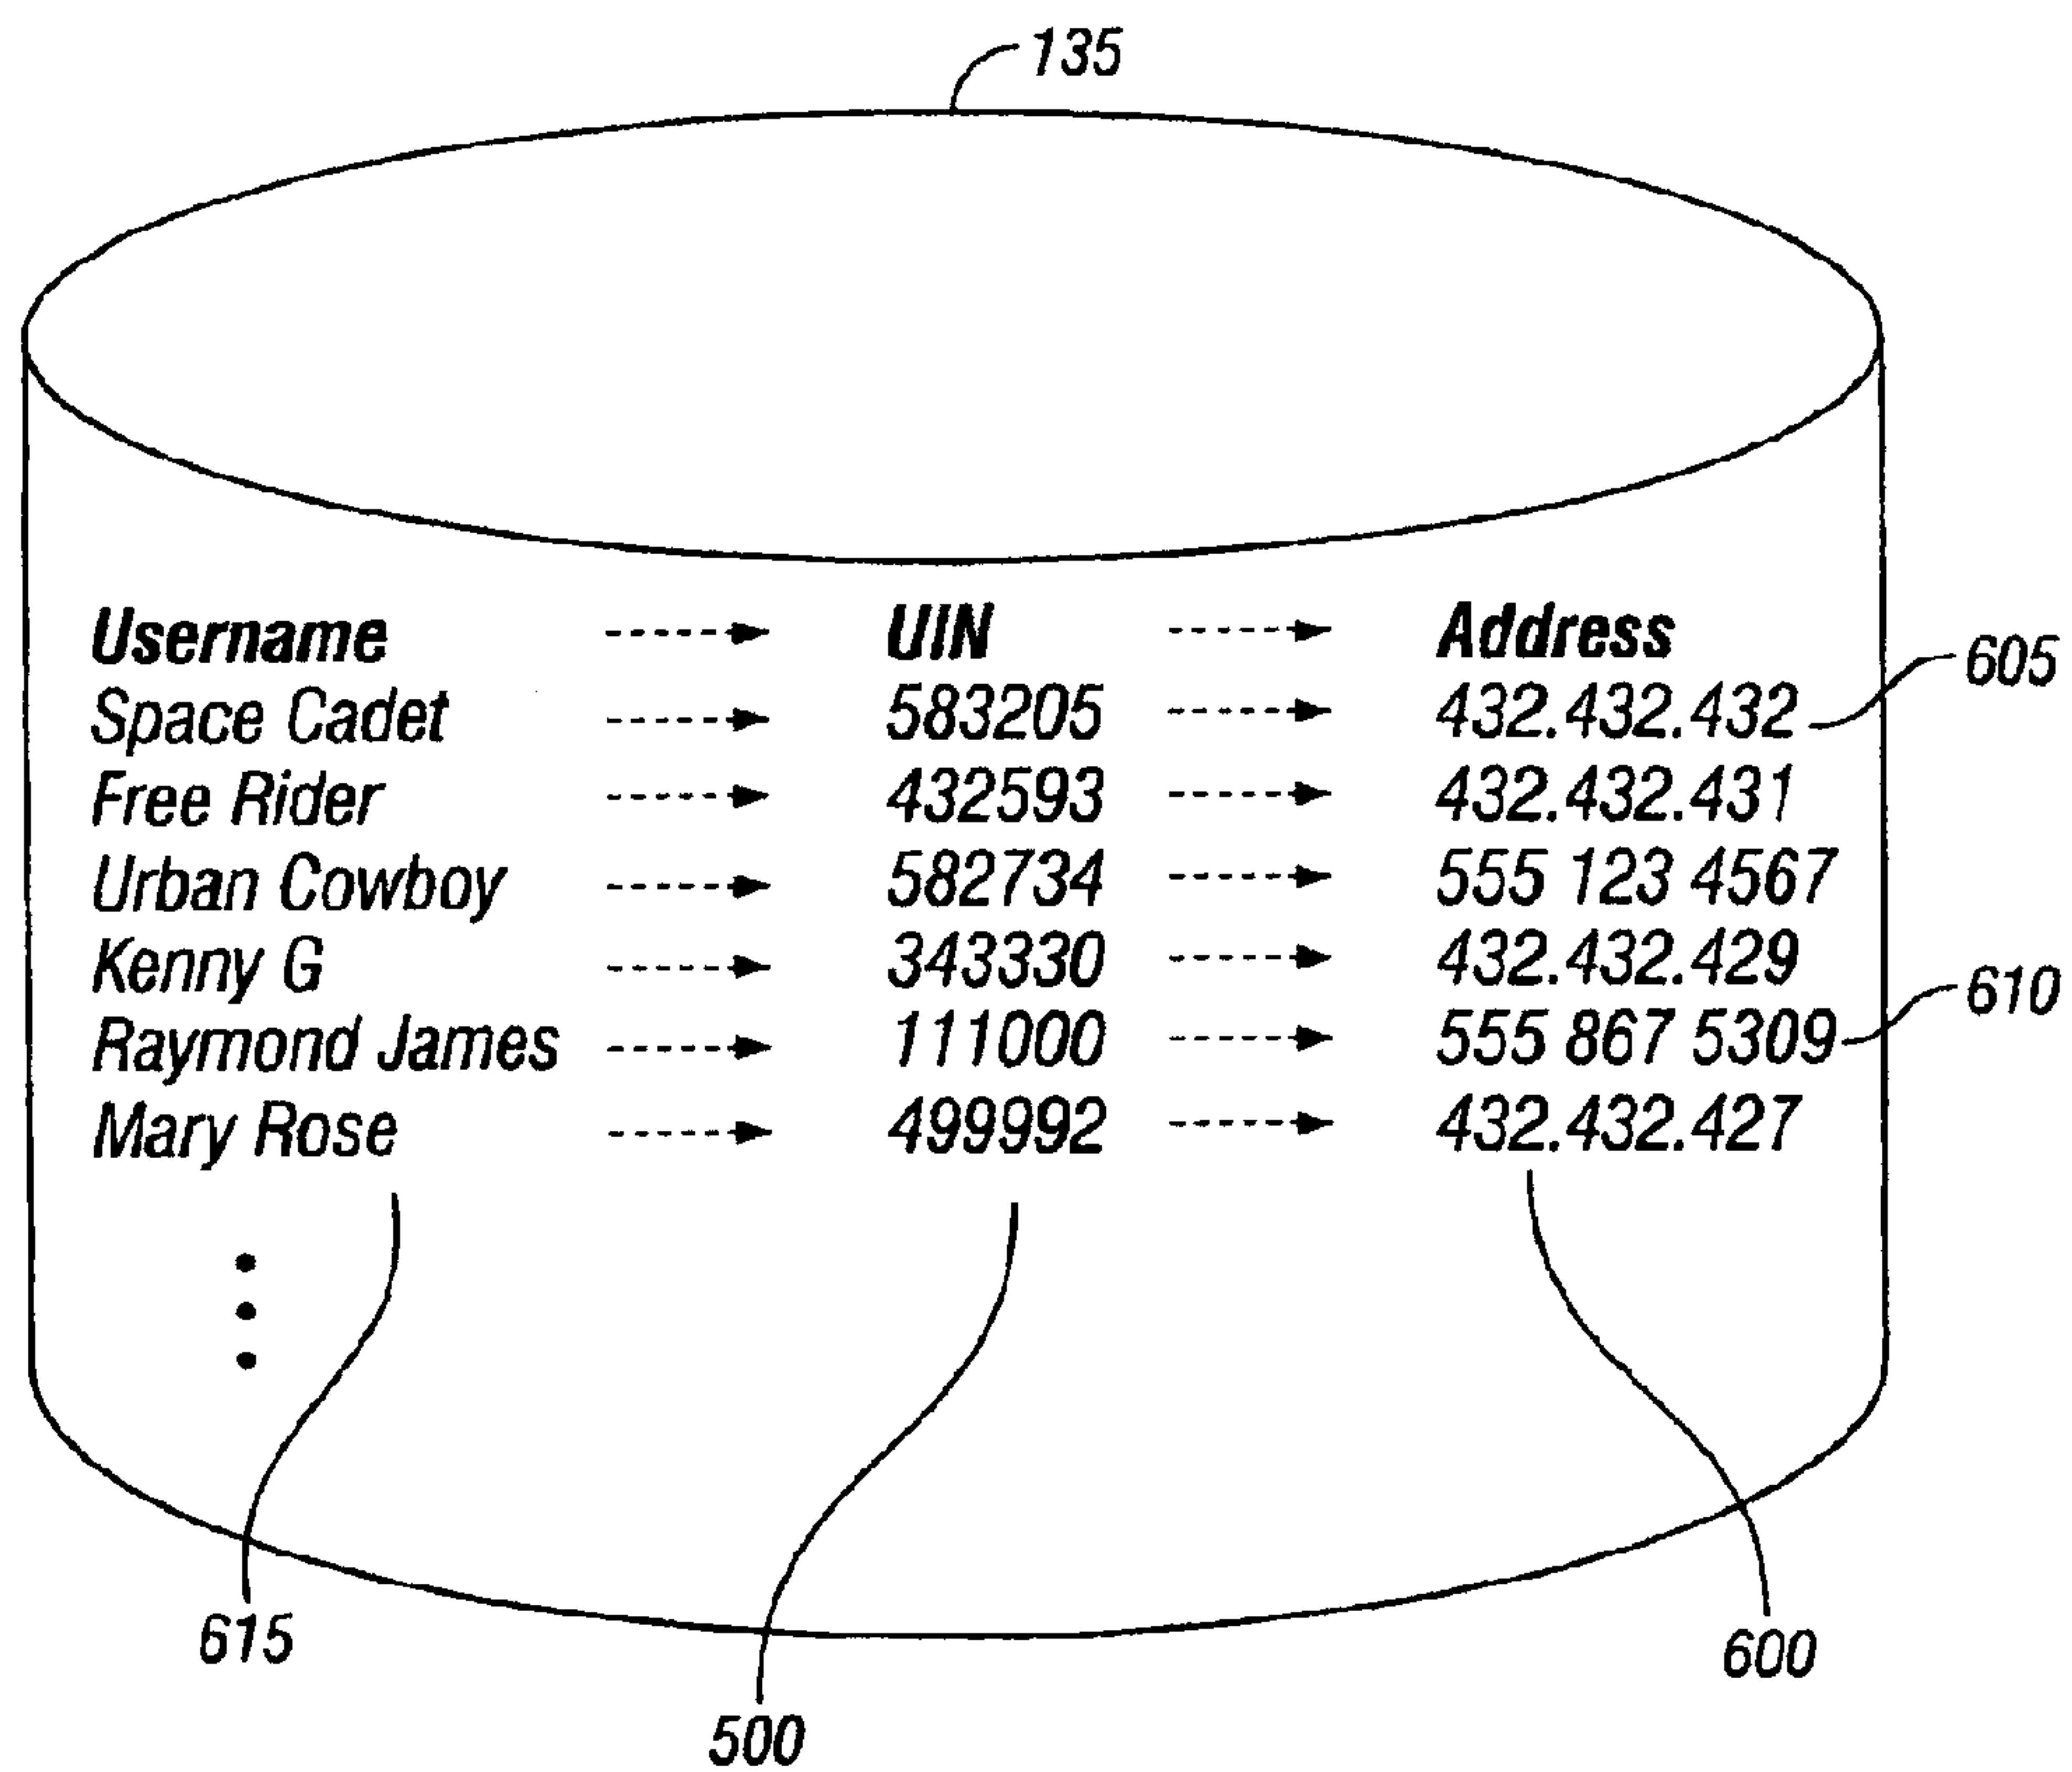 135
Username UIN Address
605
Space Cadet 583205 432.432.432
Free Rider 432593 432.432.431
Urban Cowboy 582734 555 123 4567
Kenny G 343330 432.432.429
610
Raymond James 111000 555 867 5309
Mary Rose 499992 432.432.427
615
600
500